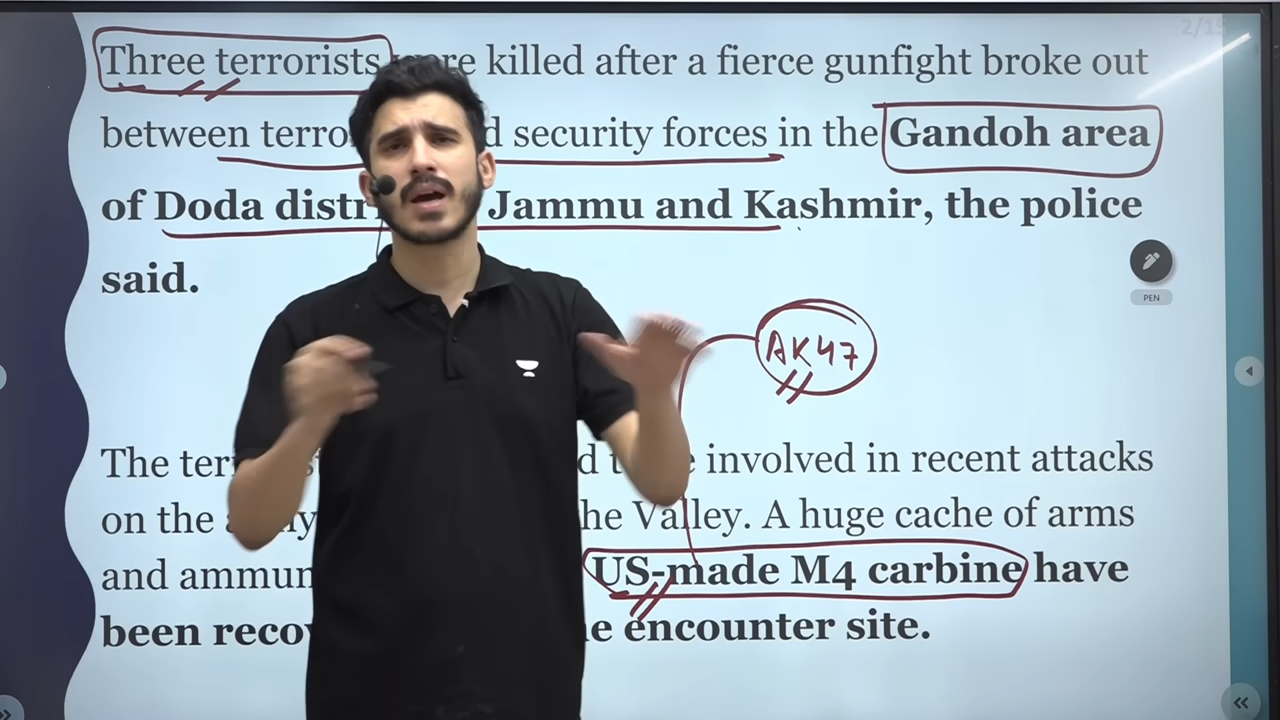 2/15
Three terrorists were killed after a fierce gunfight broke out
between terro d security forces in the Gandoh area
of Doda distr Jammu and Kashmir, the police
said.
PEN
AK47
The ter d t e involved in recent attacks
on the a y he Valley. A huge cache of arms
and ammun US-made M4 carbine have
been reco e encounter site.